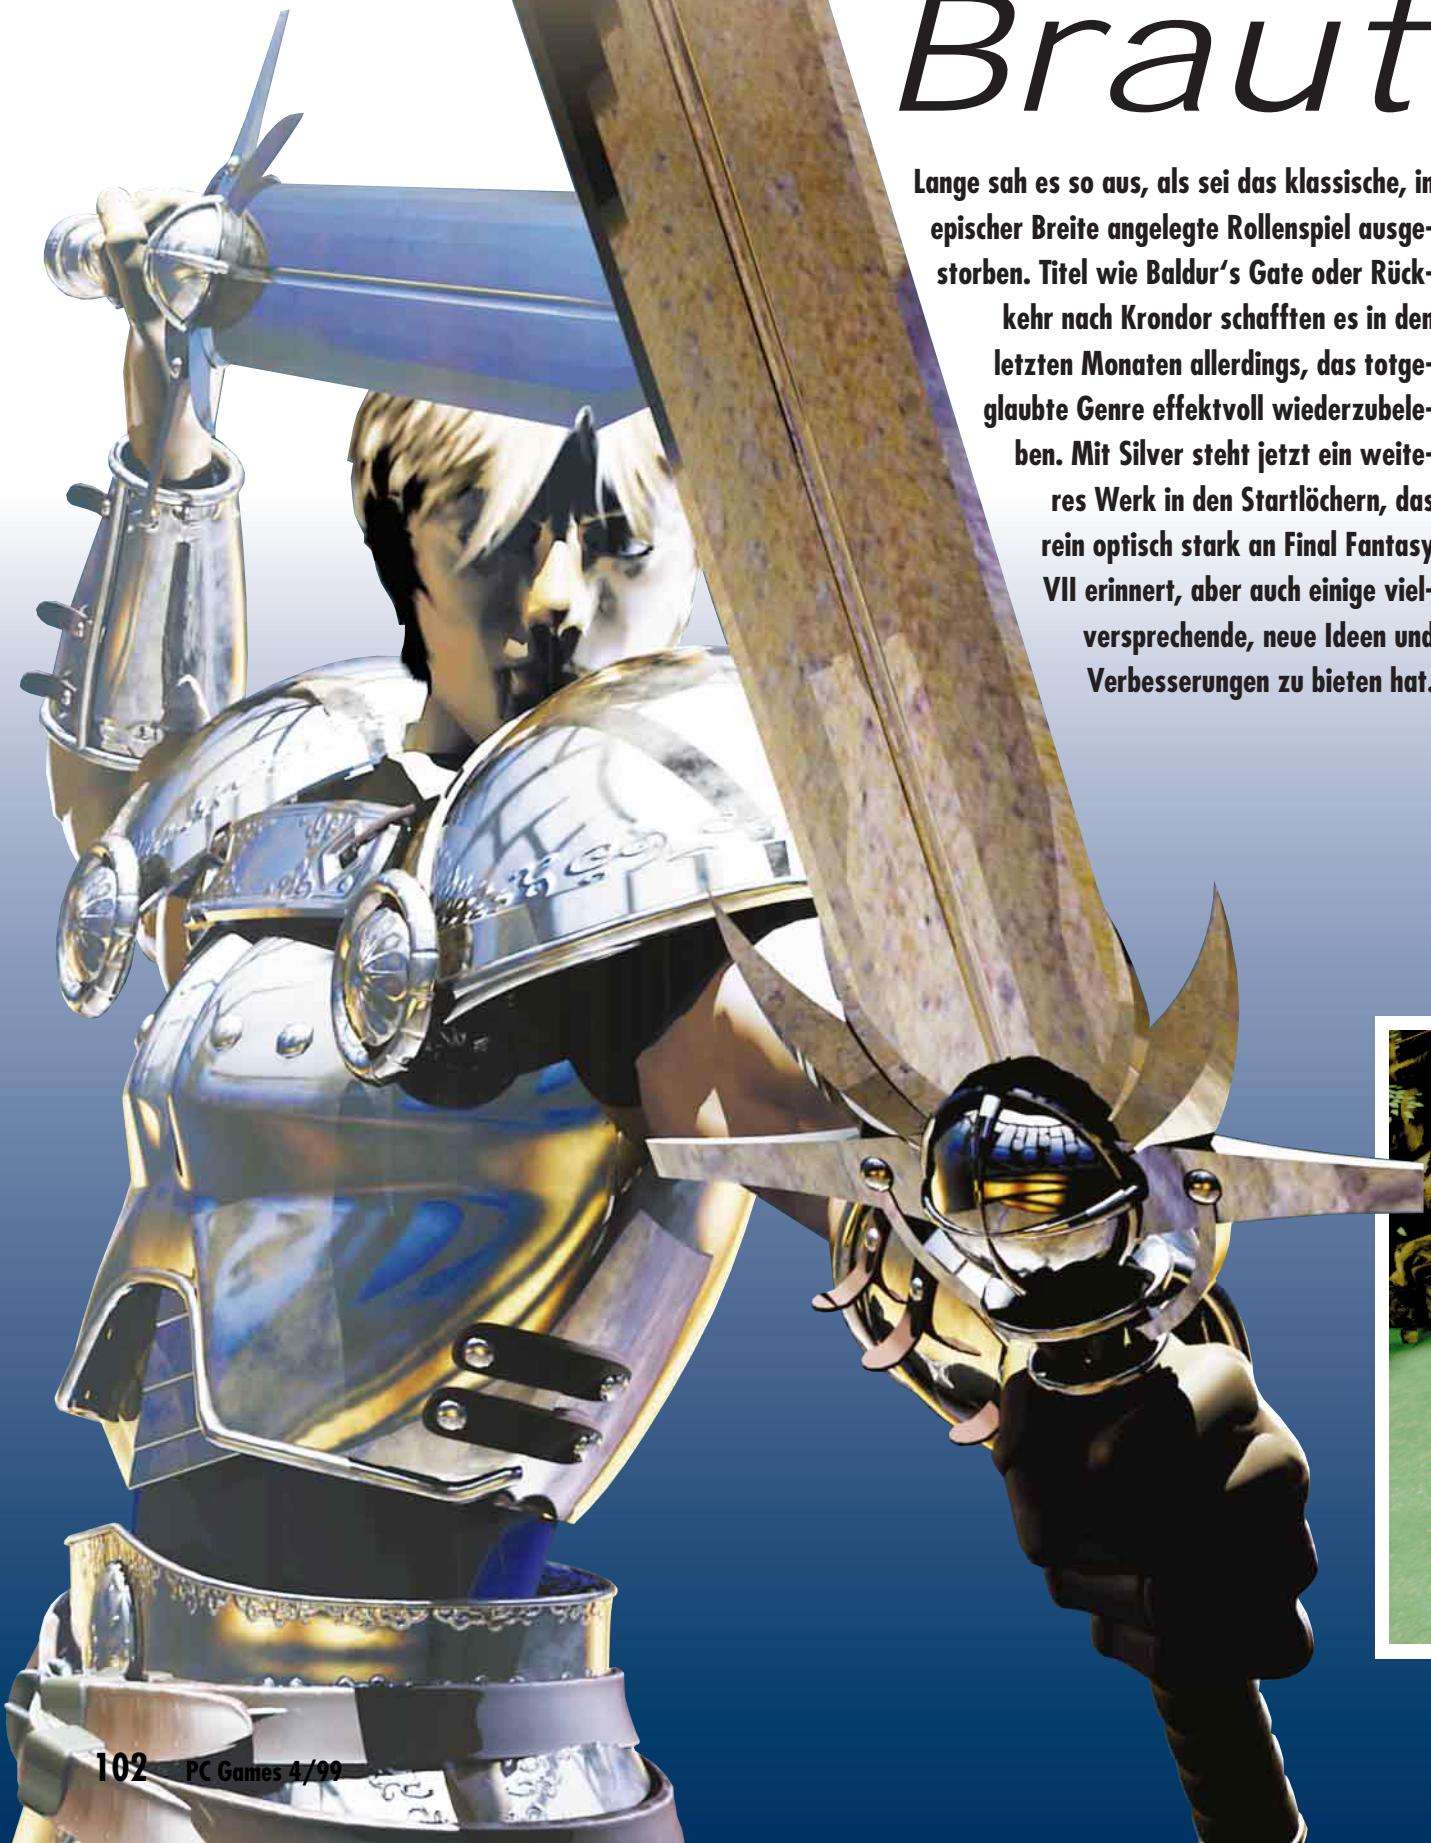 Braut
Lange sah es so aus, als sei das klassische, in
epischer Breite angelegte Rollenspiel ausge-
storben. Titel wie Baldur‘s Gate oder Rück-
kehr nach Krondor schafften es in den
letzten Monaten allerdings, das totge-
glaubte Genre effektvoll wiederzubele-
ben. Mit Silver steht jetzt ein weite-
res Werk in den Startlöchern, das
rein optisch stark an Final Fantasy
VII erinnert, aber auch einige viel-
versprechende, neue Ideen und
Verbesserungen zu bieten hat.
102 PC Games 4/99